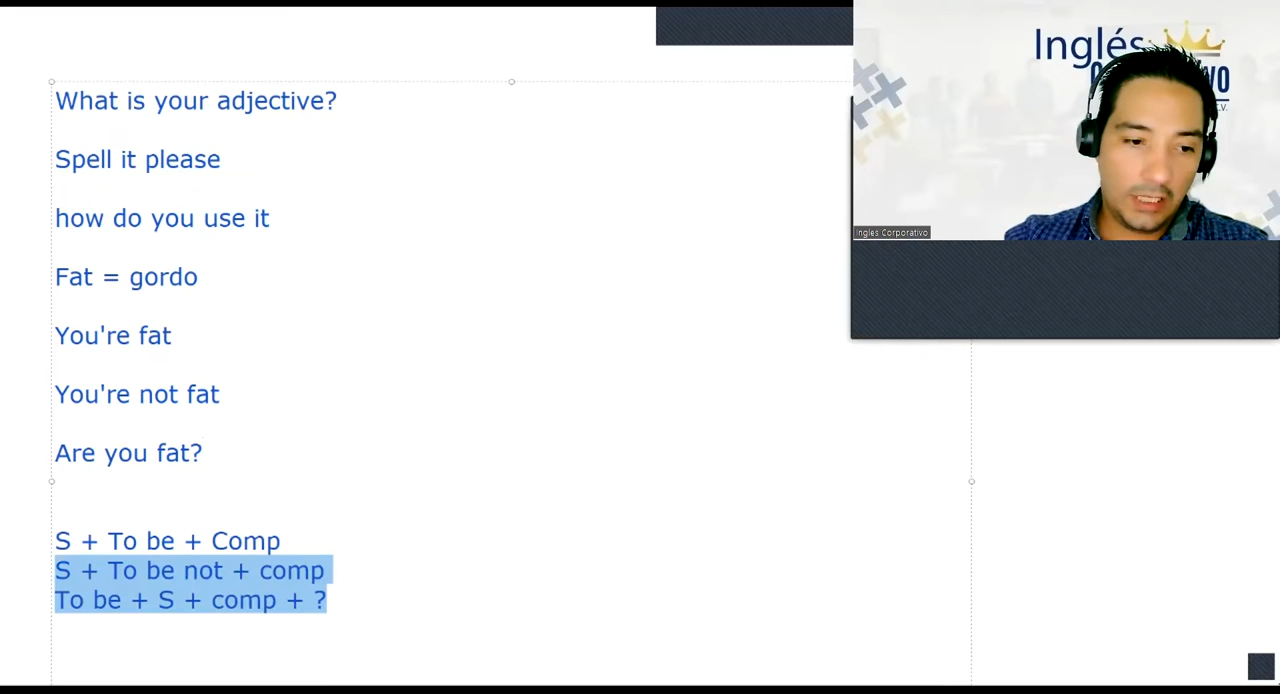 What is your adjective?
Spell it please
how do you use it
Fat = gordo
You're fat
You're not fat
Are you fat?
S + To be + Comp
S + To be not + comp
To be + S + comp + ?
Inglés
Ingles Corporativo